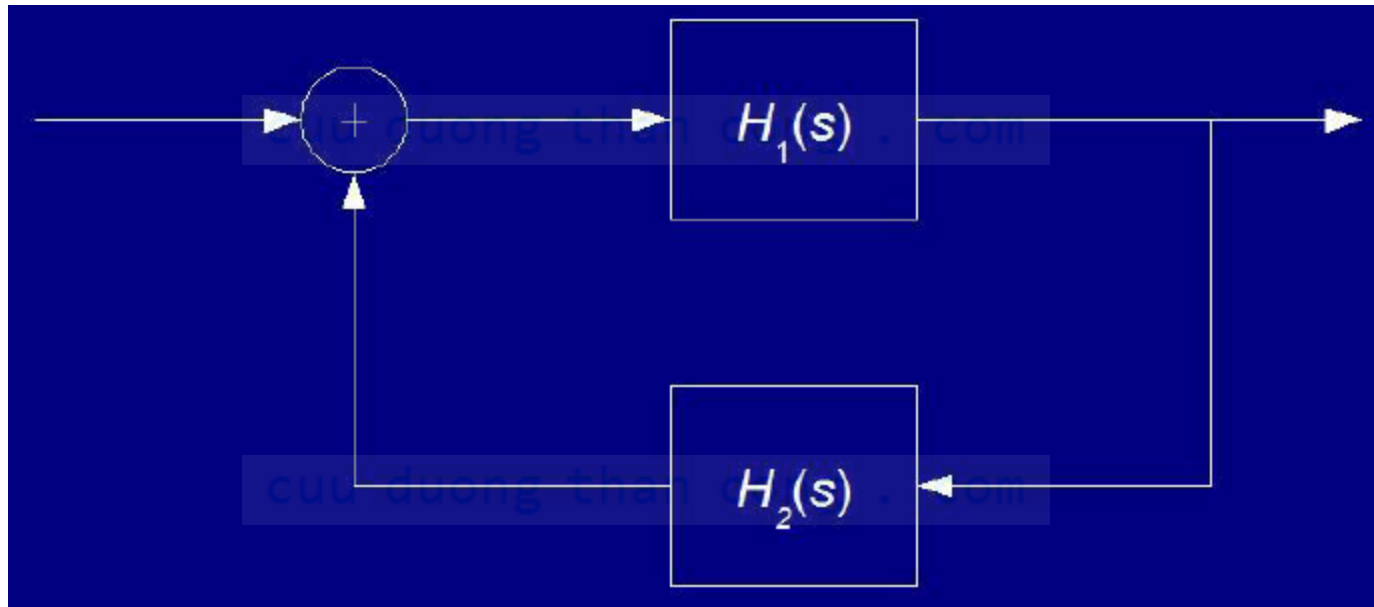 +
H₁(s)
cuu duong than cong . com
H₂(s)
cuu duong than cong . com